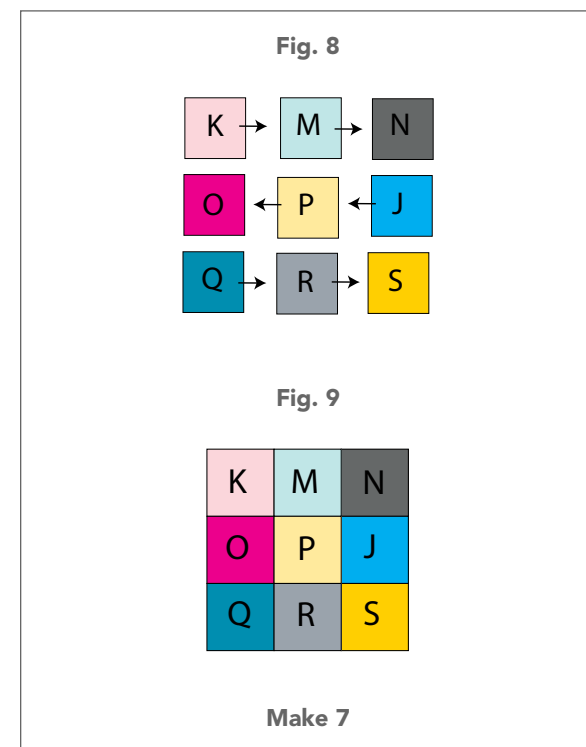 Fig. 8
K M N
O P J
Q R S
Fig. 9
K M N
O P J
Q R S
Make 7